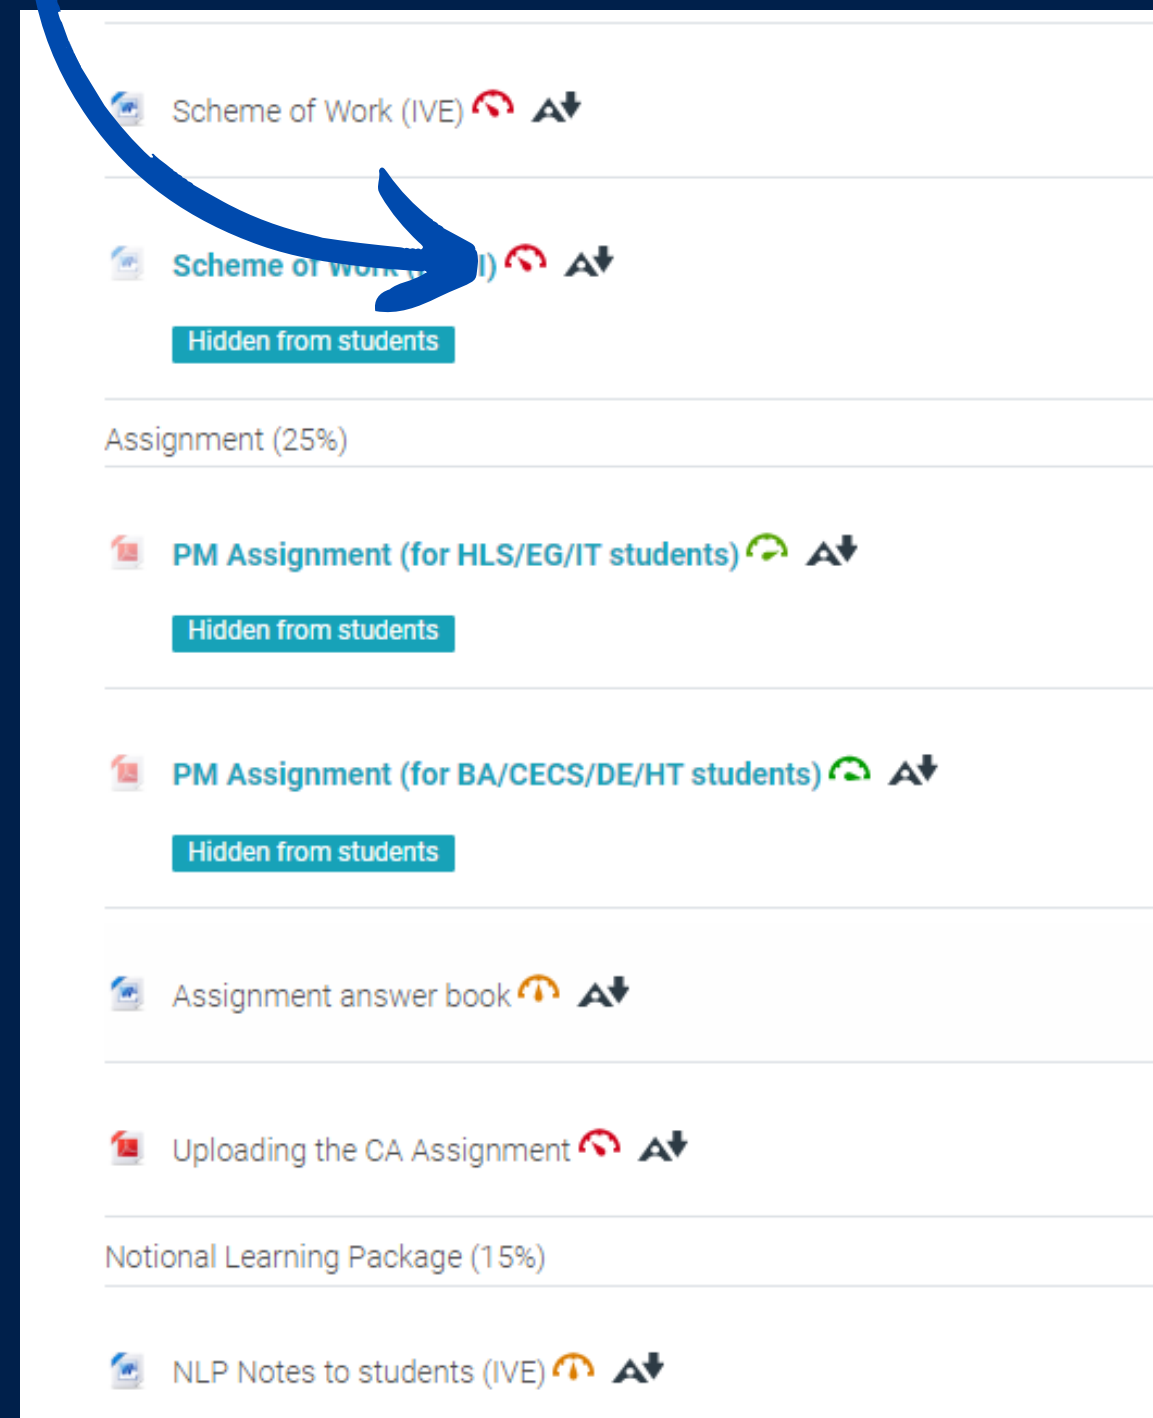 Scheme of Work (IVE)
Scheme of Work
Hidden from students
Assignment (25%)
PM Assignment (for HLS/EG/IT students)
Hidden from students
PM Assignment (for BA/CECS/DE/HT students)
Hidden from students
Assignment answer book
Uploading the CA Assignment
Notional Learning Package (15%)
NLP Notes to students (IVE)